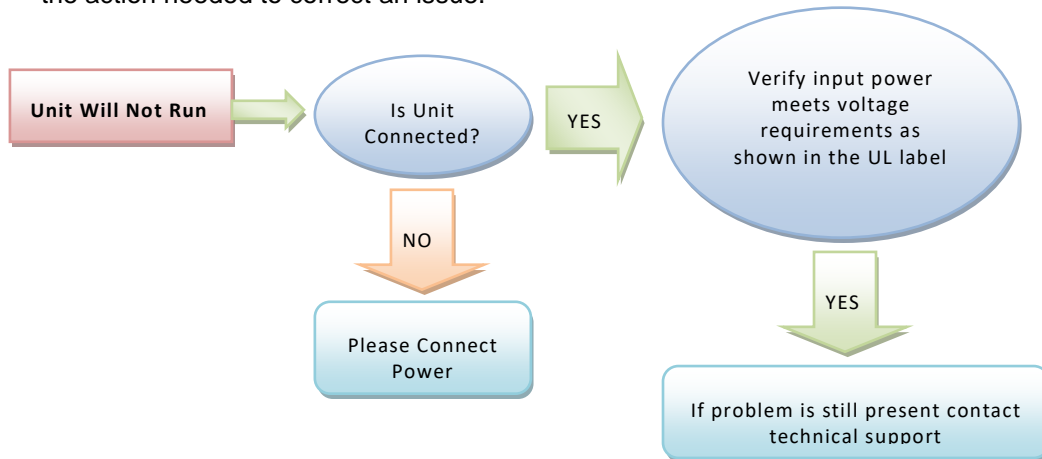 the action needed to correct an issue.
Unit Will Not Run
Is Unit
Connected?
YES
Verify input power
meets voltage
requirements as
shown in the UL label
NO
YES
Please Connect
Power
If problem is still present contact
technical support